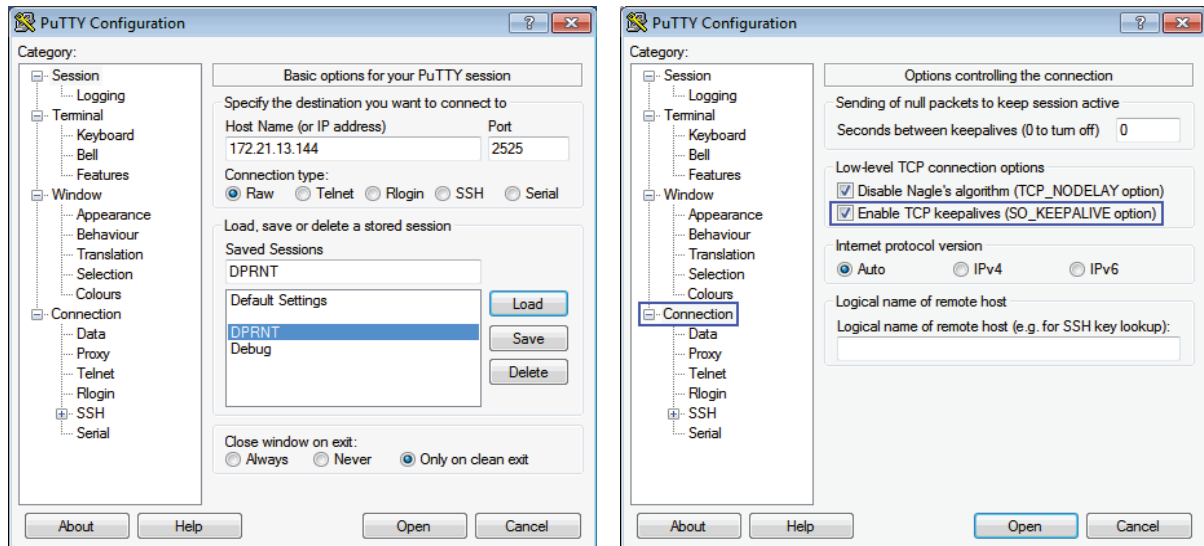 PuTTY Configuration
Category:
Session
Logging
Terminal
Keyboard
Bell
Features
Window
Appearance
Behaviour
Translation
Selection
Colours
Connection
Data
Proxy
Telnet
Rlogin
SSH
Serial
Basic options for your PuTTY session
Specify the destination you want to connect to
Host Name (or IP address) Port
172.21.13.144 2525
Connection type:
Raw Telnet Rlogin SSH Serial
Load, save or delete a stored session
Saved Sessions
DPRNT
Default Settings
DPRNT
Debug
Load
Save
Delete
Close window on exit:
Always Never Only on clean exit
About Help Open Cancel
PuTTY Configuration
Category:
Session
Logging
Terminal
Keyboard
Bell
Features
Window
Appearance
Behaviour
Translation
Selection
Colours
Connection
Data
Proxy
Telnet
Rlogin
SSH
Serial
Options controlling the connection
Sending of null packets to keep session active
Seconds between keepalives (0 to turn off) 0
Low-level TCP connection options
Disable Nagle's algorithm (TCP_NODELAY option)
Enable TCP keepalives (SO_KEEPALIVE option)
Internet protocol version
Auto IPv4 IPv6
Logical name of remote host
Logical name of remote host (e.g. for SSH key lookup):
About Help Open Cancel